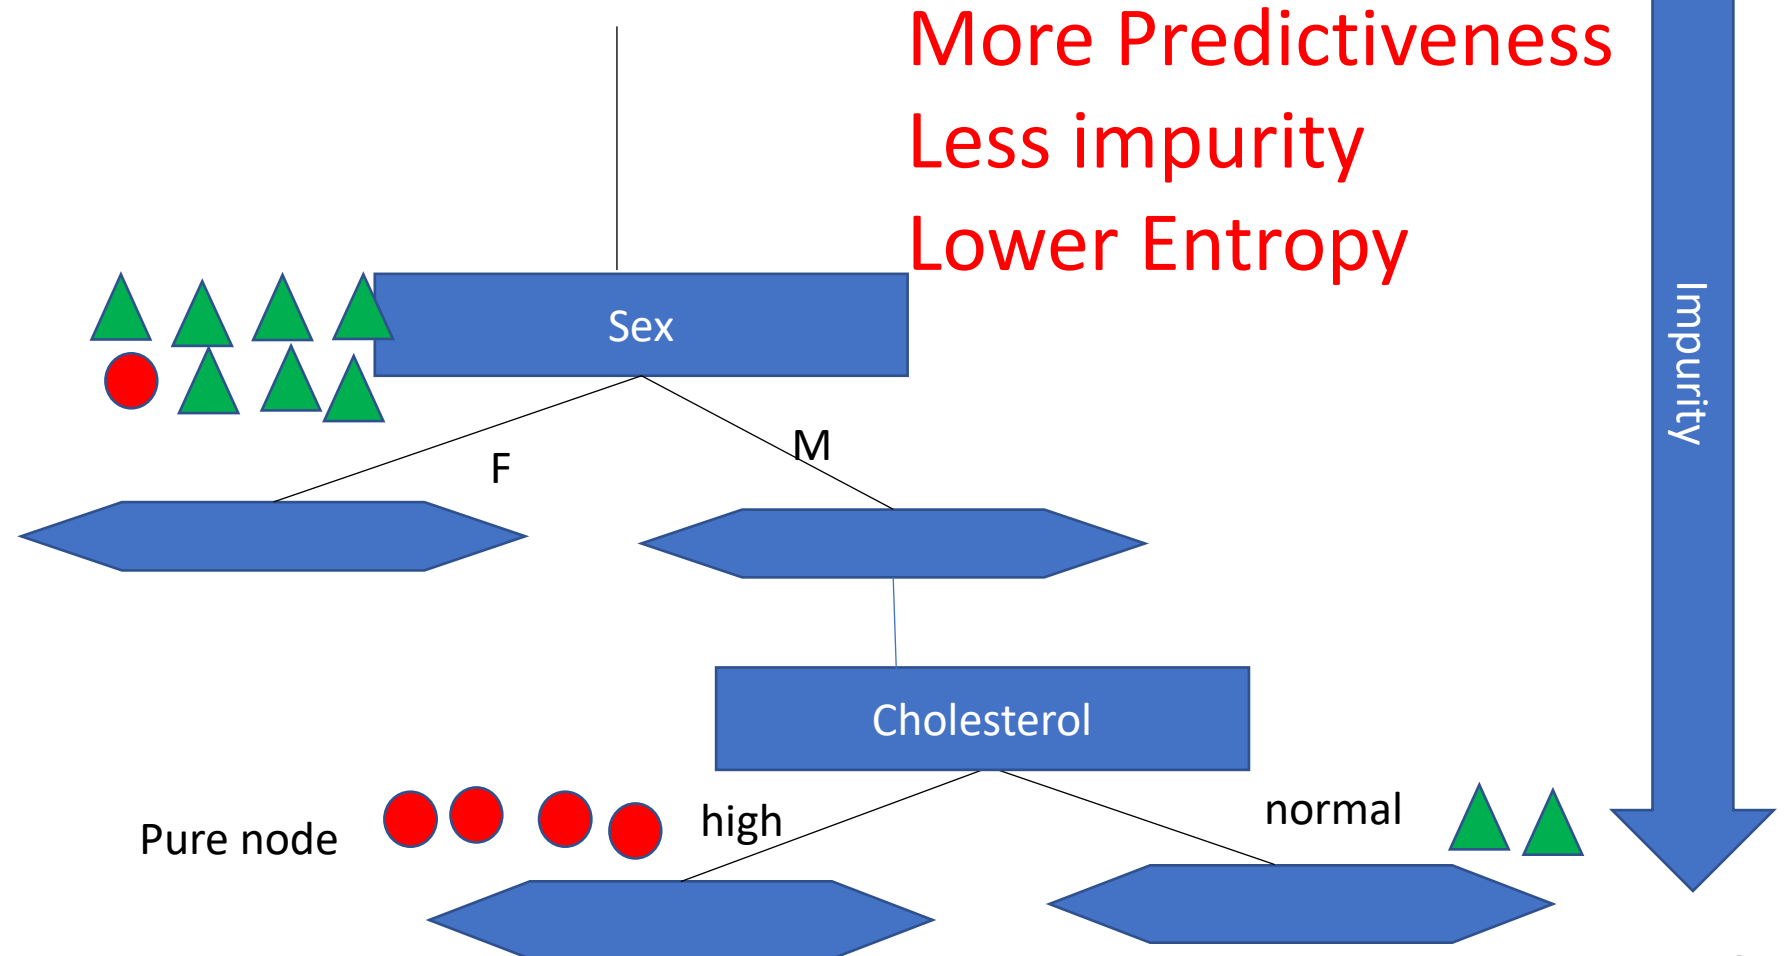 More Predictiveness
Less impurity
Lower Entropy
Impurity
Sex
F
M
Cholesterol
Pure node
high
normal